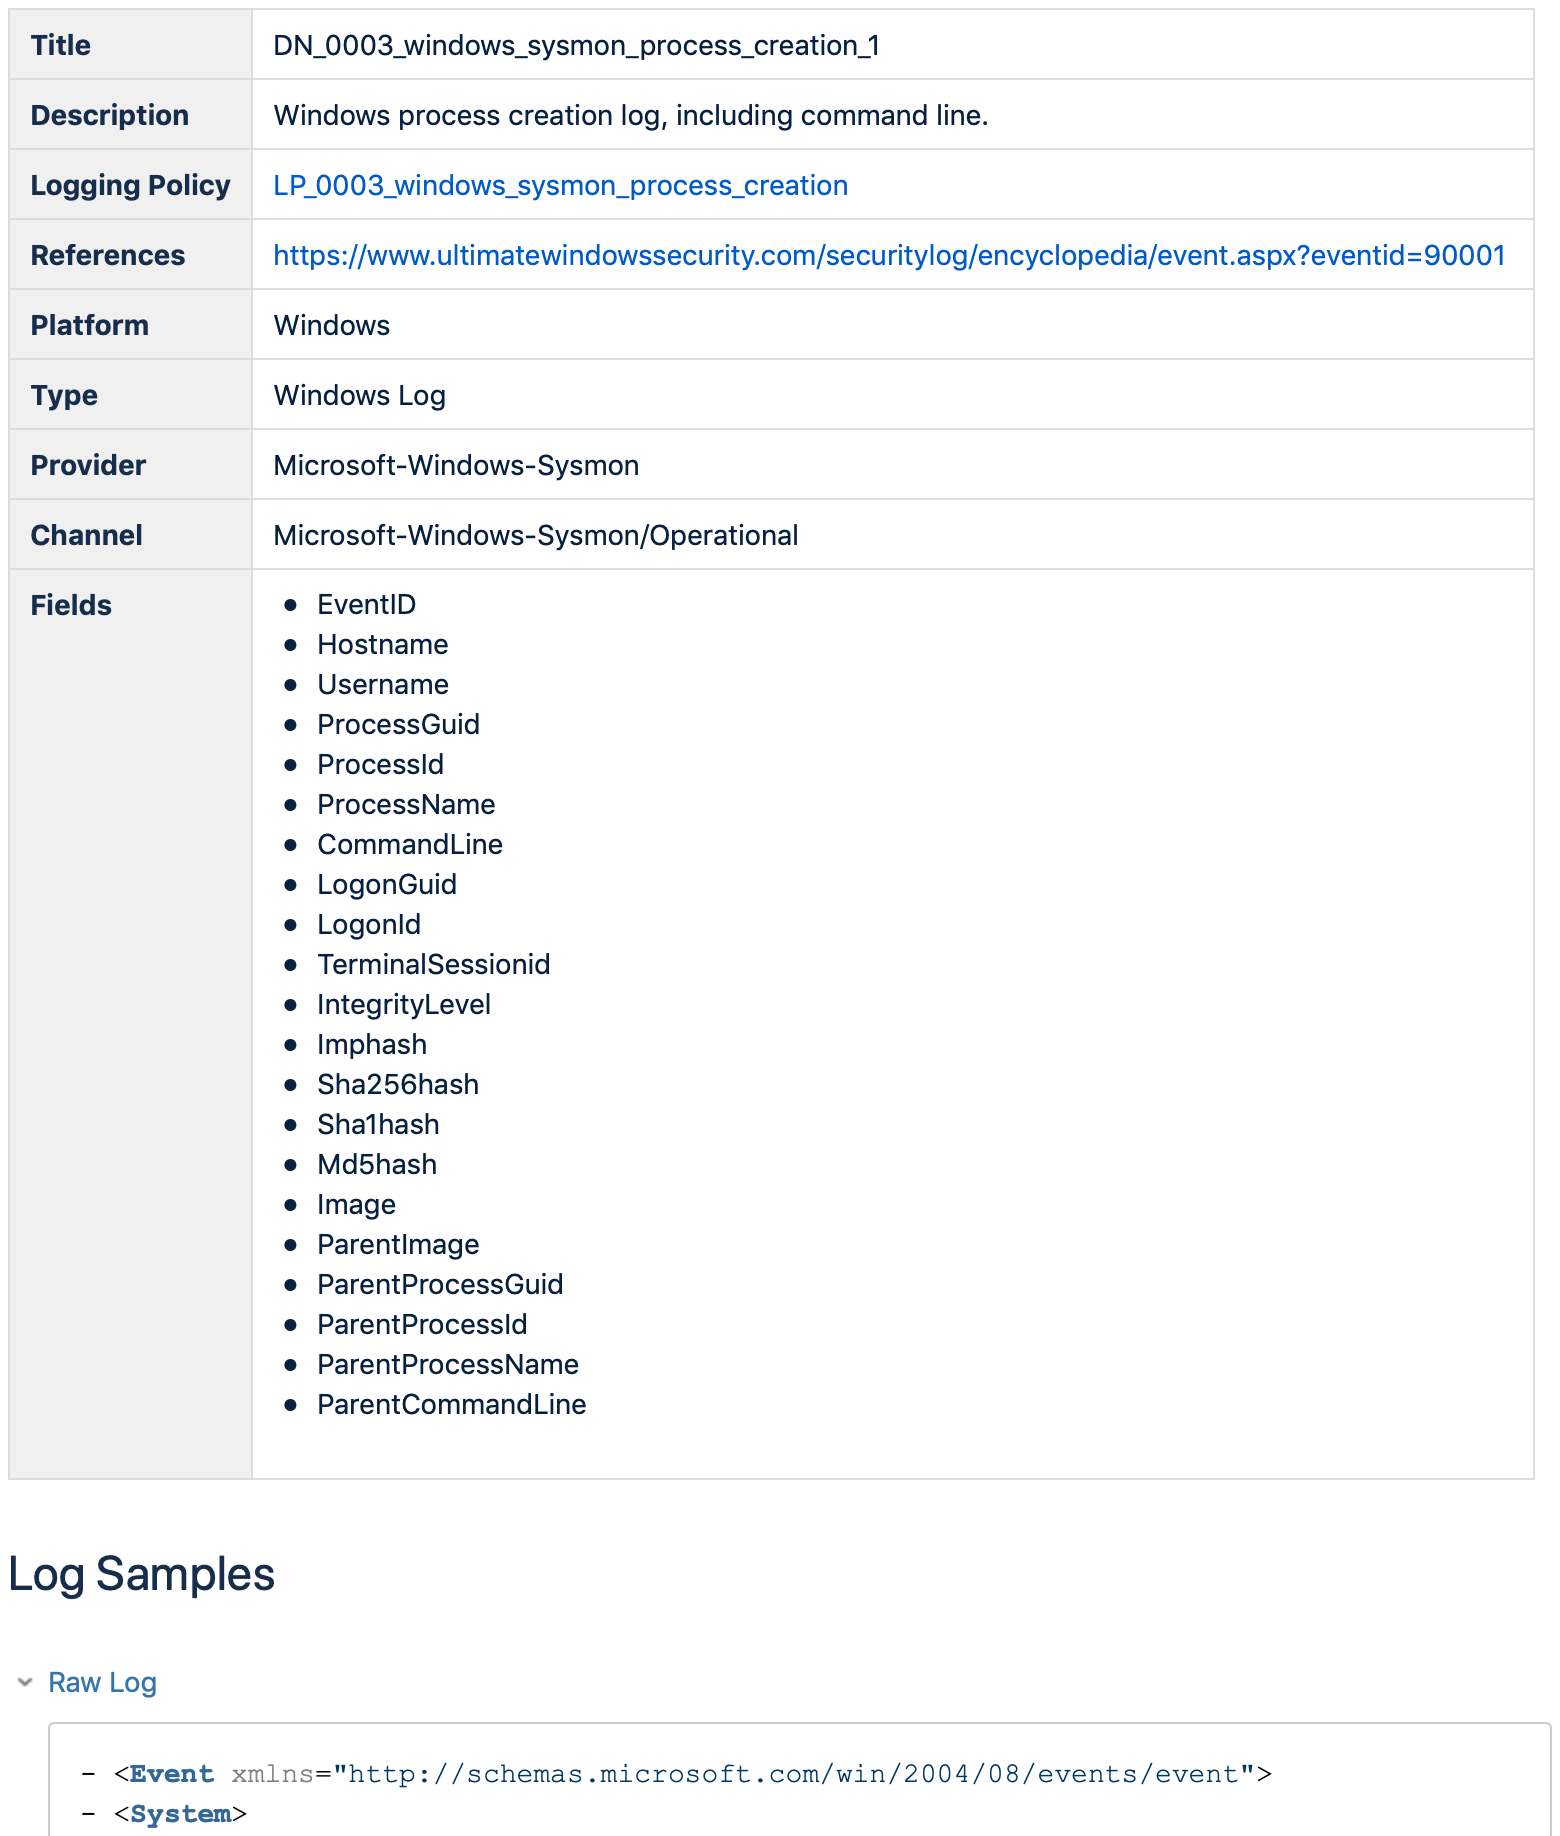 Title DN_0003_windows_sysmon_process_creation_1
Description Windows process creation log, including command line.
Logging Policy LP_0003_windows_sysmon_process_creation
References https://www.ultimatewindowssecurity.com/securitylog/encyclopedia/event.aspx?eventid=90001
Platform Windows
Type Windows Log
Provider Microsoft-Windows-Sysmon
Channel Microsoft-Windows-Sysmon/Operational
Fields
• EventID
• Hostname
• Username
• ProcessGuid
• ProcessId
• ProcessName
• CommandLine
• LogonGuid
• LogonId
• TerminalSessionid
• IntegrityLevel
• Imphash
• Sha256hash
• Sha1hash
• Md5hash
• Image
• ParentImage
• ParentProcessGuid
• ParentProcessId
• ParentProcessName
• ParentCommandLine
Log Samples
Raw Log
- <Event xmlns="http://schemas.microsoft.com/win/2004/08/events/event">
- <System>